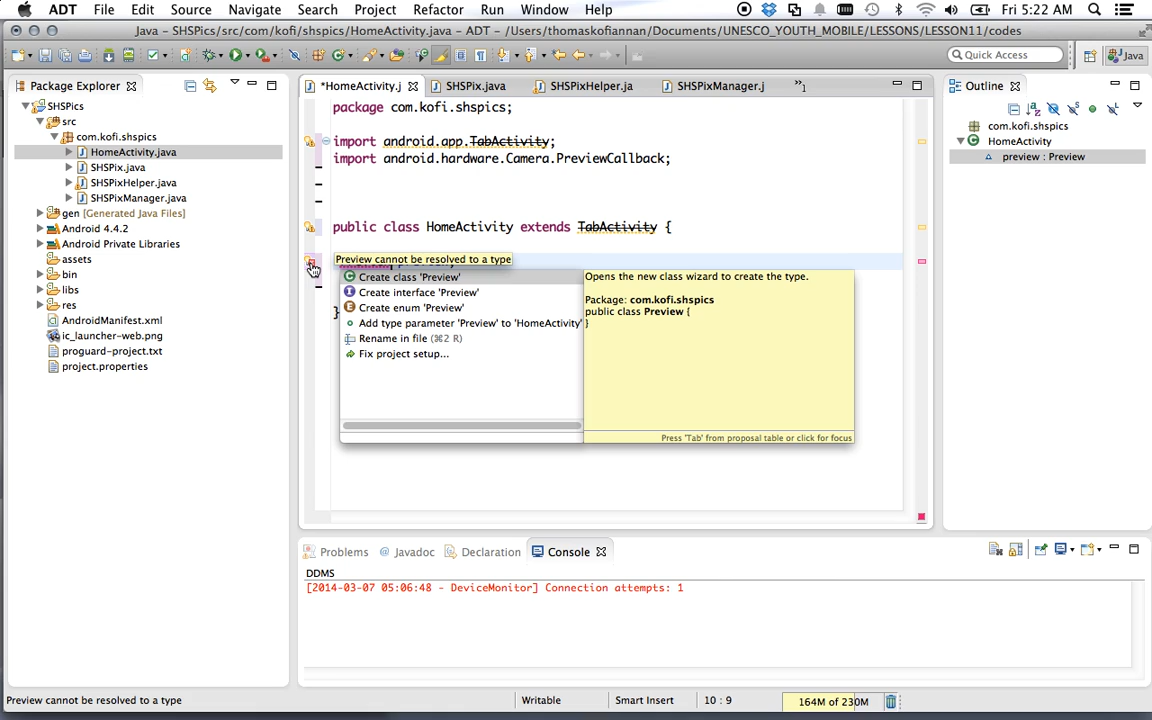 ADT File Edit Source Navigate Search Project Refactor Run Window Help Fri 5:22 AM
Java – SHSPics/src/com/kofi/shspics/HomeActivity.java – ADT – /Users/thomaskofiannan/Documents/UNESCO_YOUTH_MOBILE/LESSONS/LESSON11/codes
Quick Access Java
Package Explorer
*HomeActivity.j SHSPix.java SHSPixHelper.ja SHSPixManager.j »1
Outline
SHSPics
src
com.kofi.shspics
HomeActivity.java
SHSPix.java
SHSPixHelper.java
SHSPixManager.java
gen [Generated Java Files]
Android 4.4.2
Android Private Libraries
assets
bin
libs
res
AndroidManifest.xml
ic_launcher-web.png
proguard-project.txt
project.properties
package com.kofi.shspics;
import android.app.TabActivity;
import android.hardware.Camera.PreviewCallback;
public class HomeActivity extends TabActivity {
Preview cannot be resolved to a type
Create class 'Preview'
Create interface 'Preview'
Create enum 'Preview'
Add type parameter 'Preview' to 'HomeActivity'
Rename in file (⌘2 R)
Fix project setup...
}
Opens the new class wizard to create the type.
Package: com.kofi.shspics
public class Preview {
}
Press 'Tab' from proposal table or click for focus
com.kofi.shspics
HomeActivity
preview : Preview
Problems @ Javadoc Declaration Console
DDMS
[2014-03-07 05:06:48 - DeviceMonitor] Connection attempts: 1
Preview cannot be resolved to a type Writable Smart Insert 10 : 9 164M of 230M